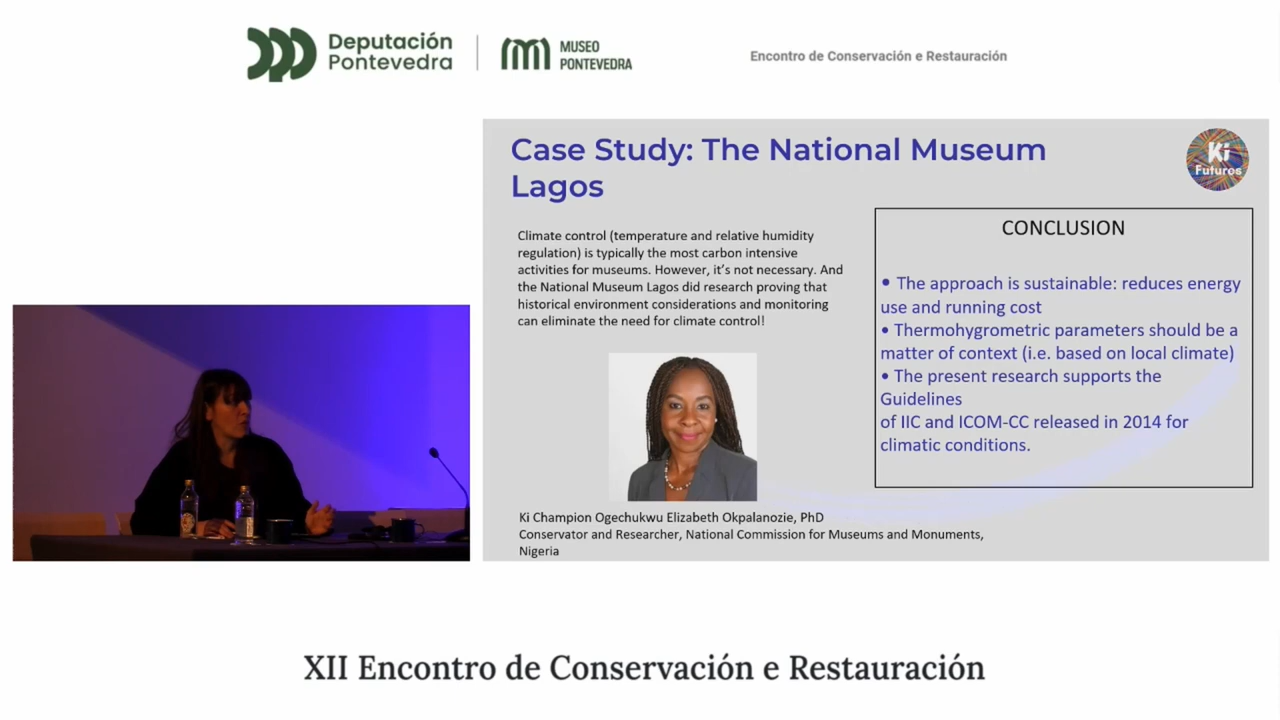 Deputación
Pontevedra
MUSEO
PONTEVEDRA
Encontro de Conservación e Restauración
Case Study: The National Museum
Lagos
Ki
Futuros
Climate control (temperature and relative humidity
regulation) is typically the most carbon intensive
activities for museums. However, it's not necessary. And
the National Museum Lagos did research proving that
historical environment considerations and monitoring
can eliminate the need for climate control!
Ki Champion Ogechukwu Elizabeth Okpalanozie, PhD
Conservator and Researcher, National Commission for Museums and Monuments,
Nigeria
CONCLUSION
• The approach is sustainable: reduces energy
use and running cost
• Thermohygrometric parameters should be a
matter of context (i.e. based on local climate)
• The present research supports the
Guidelines
of IIC and ICOM-CC released in 2014 for
climatic conditions.
XII Encontro de Conservación e Restauración